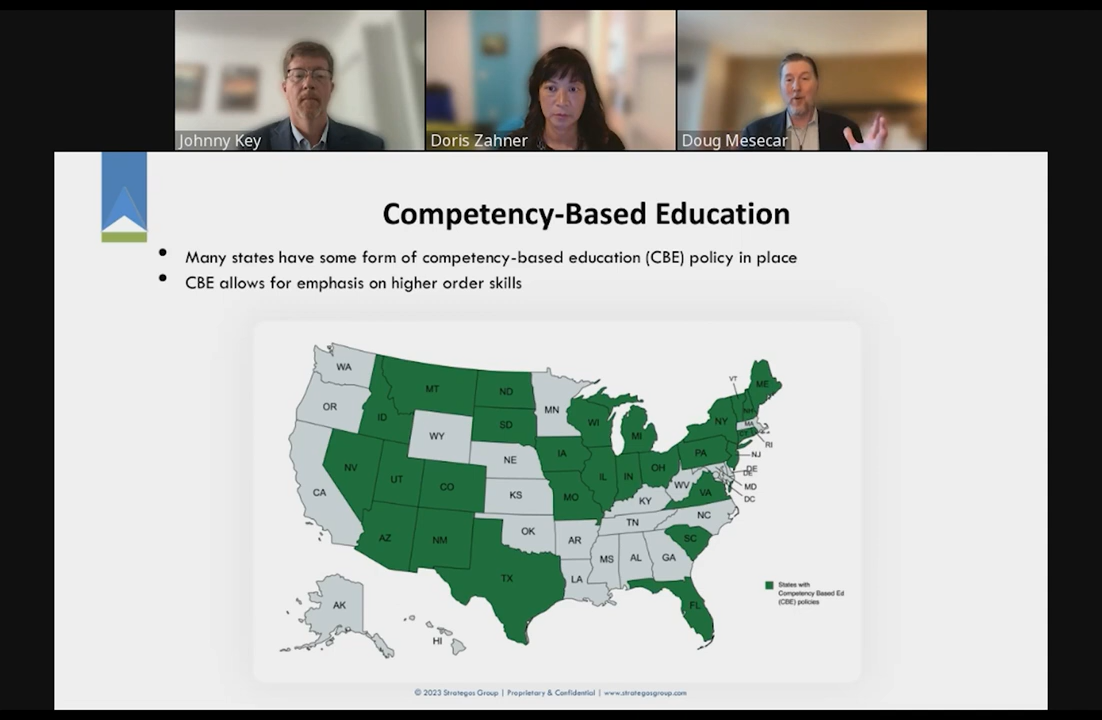 Johnny Key
Doris Zahner
Doug Mesecar
Competency-Based Education
• Many states have some form of competency-based education (CBE) policy in place
• CBE allows for emphasis on higher order skills
WA
MT
ND
MN
VT
ME
OR
ID
SD
WI
MI
NY
NH
MA
CT
RI
WY
IA
PA
NJ
NV
NE
IL
IN
OH
DE
DE
UT
CO
WV
VA
MD
CA
KS
MO
KY
DC
AZ
NM
OK
TN
NC
AR
SC
MS
AL
GA
TX
LA
States with
Competency Based Ed
(CBE) policies
AK
FL
HI
© 2023 Strategos Group | Proprietary & Confidential | www.strategosgroup.com